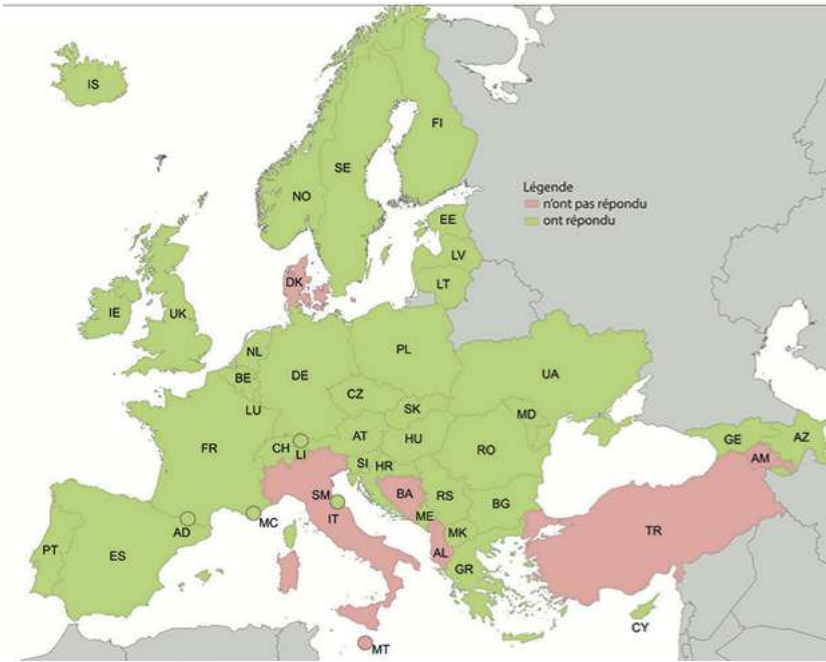 IS
FI
SE
NO
Légende
n'ont pas répondu
ont répondu
EE
LV
LT
DK
IE
UK
NL
PL
BE
DE
UA
CZ
LU
SK
MD
FR
CH
LI
AT
HU
RO
GE
AZ
AM
SI
HR
SM
BA
RS
BG
IT
ME
MK
TR
AD
MC
PT
ES
AL
GR
CY
MT